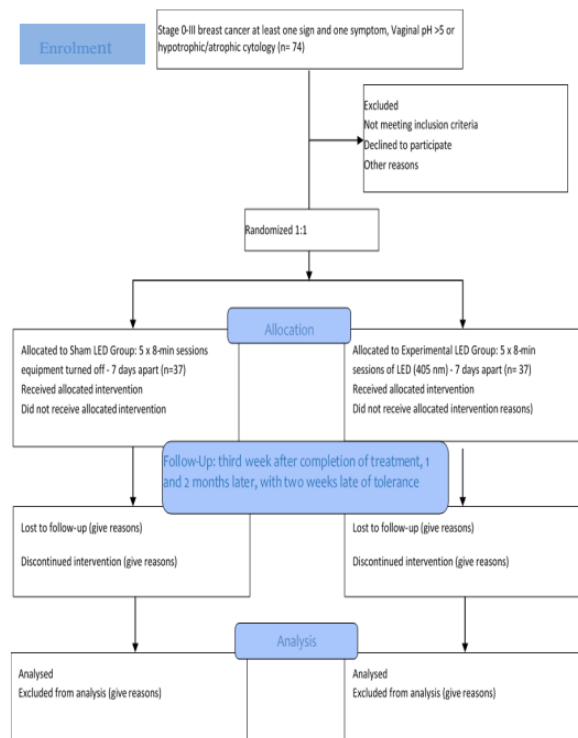 Enrolment
Stage 0-III breast cancer at least one sign and one symptom, Vaginal pH >5 or
hypotrophic/atrophic cytology (n= 74)
Excluded
Not meeting inclusion criteria
Declined to participate
Other reasons
Randomized 1:1
Allocation
Allocated to Sham LED Group: 5 x 8-min sessions
equipment turned off - 7 days apart (n=37)
Received allocated intervention
Did not receive allocated intervention
Allocated to Experimental LED Group: 5 x 8-min
sessions of LED (405 nm) - 7 days apart (n= 37)
Received allocated intervention
Did not receive allocated intervention reasons)
Follow-Up: third week after completion of treatment, 1
and 2 months later, with two weeks late of tolerance
Lost to follow-up (give reasons)
Discontinued intervention (give reasons)
Lost to follow-up (give reasons)
Discontinued intervention (give reasons)
Analysis
Analysed
Excluded from analysis (give reasons)
Analysed
Excluded from analysis (give reasons)